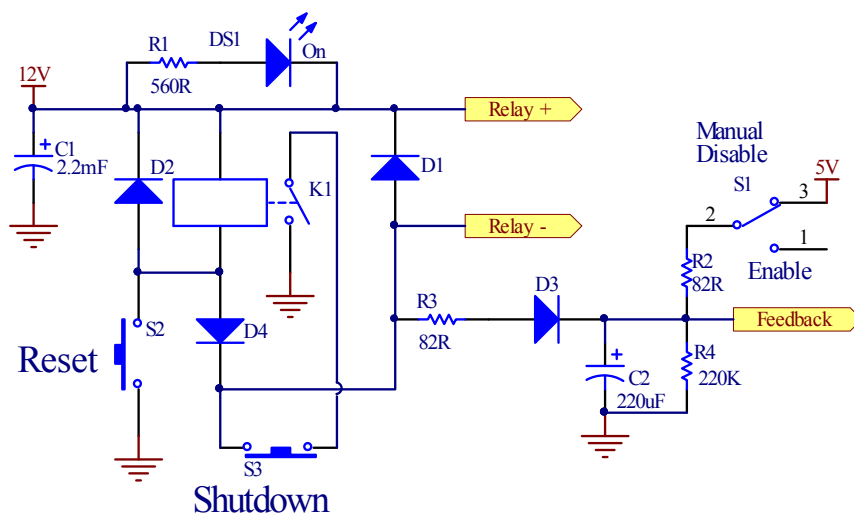 R1
DS1
On
560R
12V
Relay +
C1
2.2mF
D2
K1
D1
Manual
Disable
S1
3
5V
2
1
Enable
Relay -
R2
82R
D3
R3
82R
Feedback
S2
D4
Reset
R4
220K
C2
220uF
S3
Shutdown
+
+